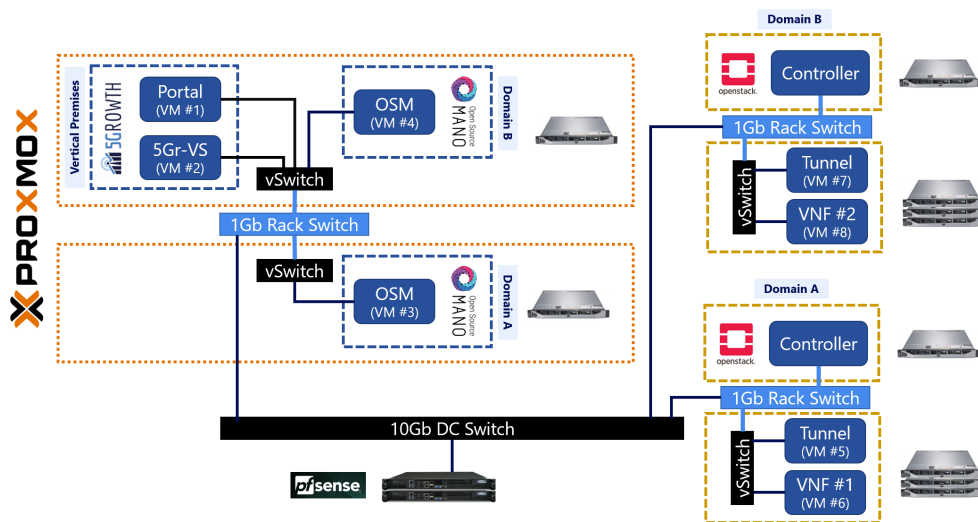 PROXMOX
Vertical Premises
5GROWTH
Portal
(VM #1)
5Gr-VS
(VM #2)
OSM
(VM #4)
Open Source
MANO
Domain B
vSwitch
1Gb Rack Switch
vSwitch
OSM
(VM #3)
Open Source
MANO
Domain A
10Gb DC Switch
pfsense
Domain B
openstack.
Controller
1Gb Rack Switch
vSwitch
Tunnel
(VM #7)
VNF #2
(VM #8)
Domain A
openstack.
Controller
1Gb Rack Switch
vSwitch
Tunnel
(VM #5)
VNF #1
(VM #6)